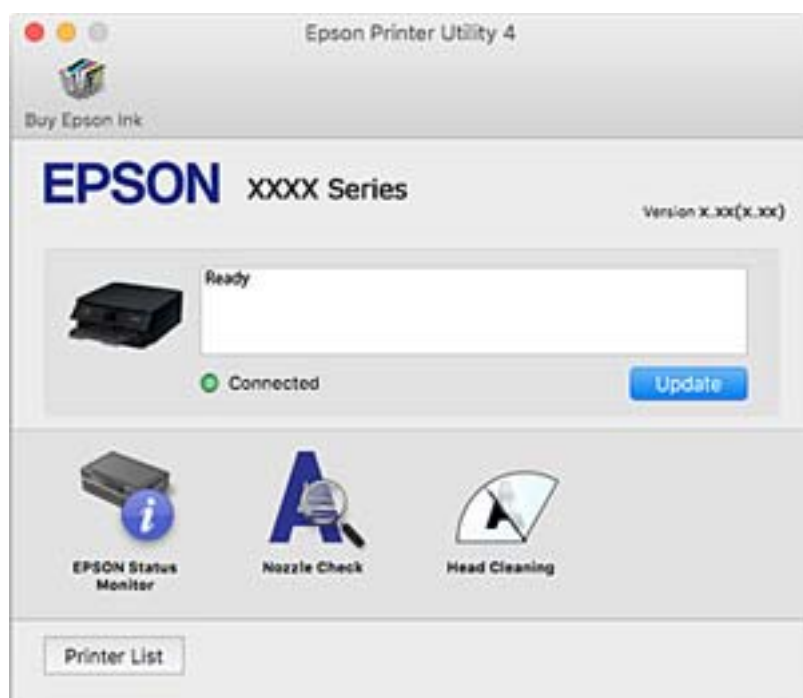 Epson Printer Utility 4
Buy Epson Ink
EPSON XXXX Series
Version x.xx(x.xx)
Ready
Connected
Update
EPSON Status
Monitor
Nozzle Check
Head Cleaning
Printer List